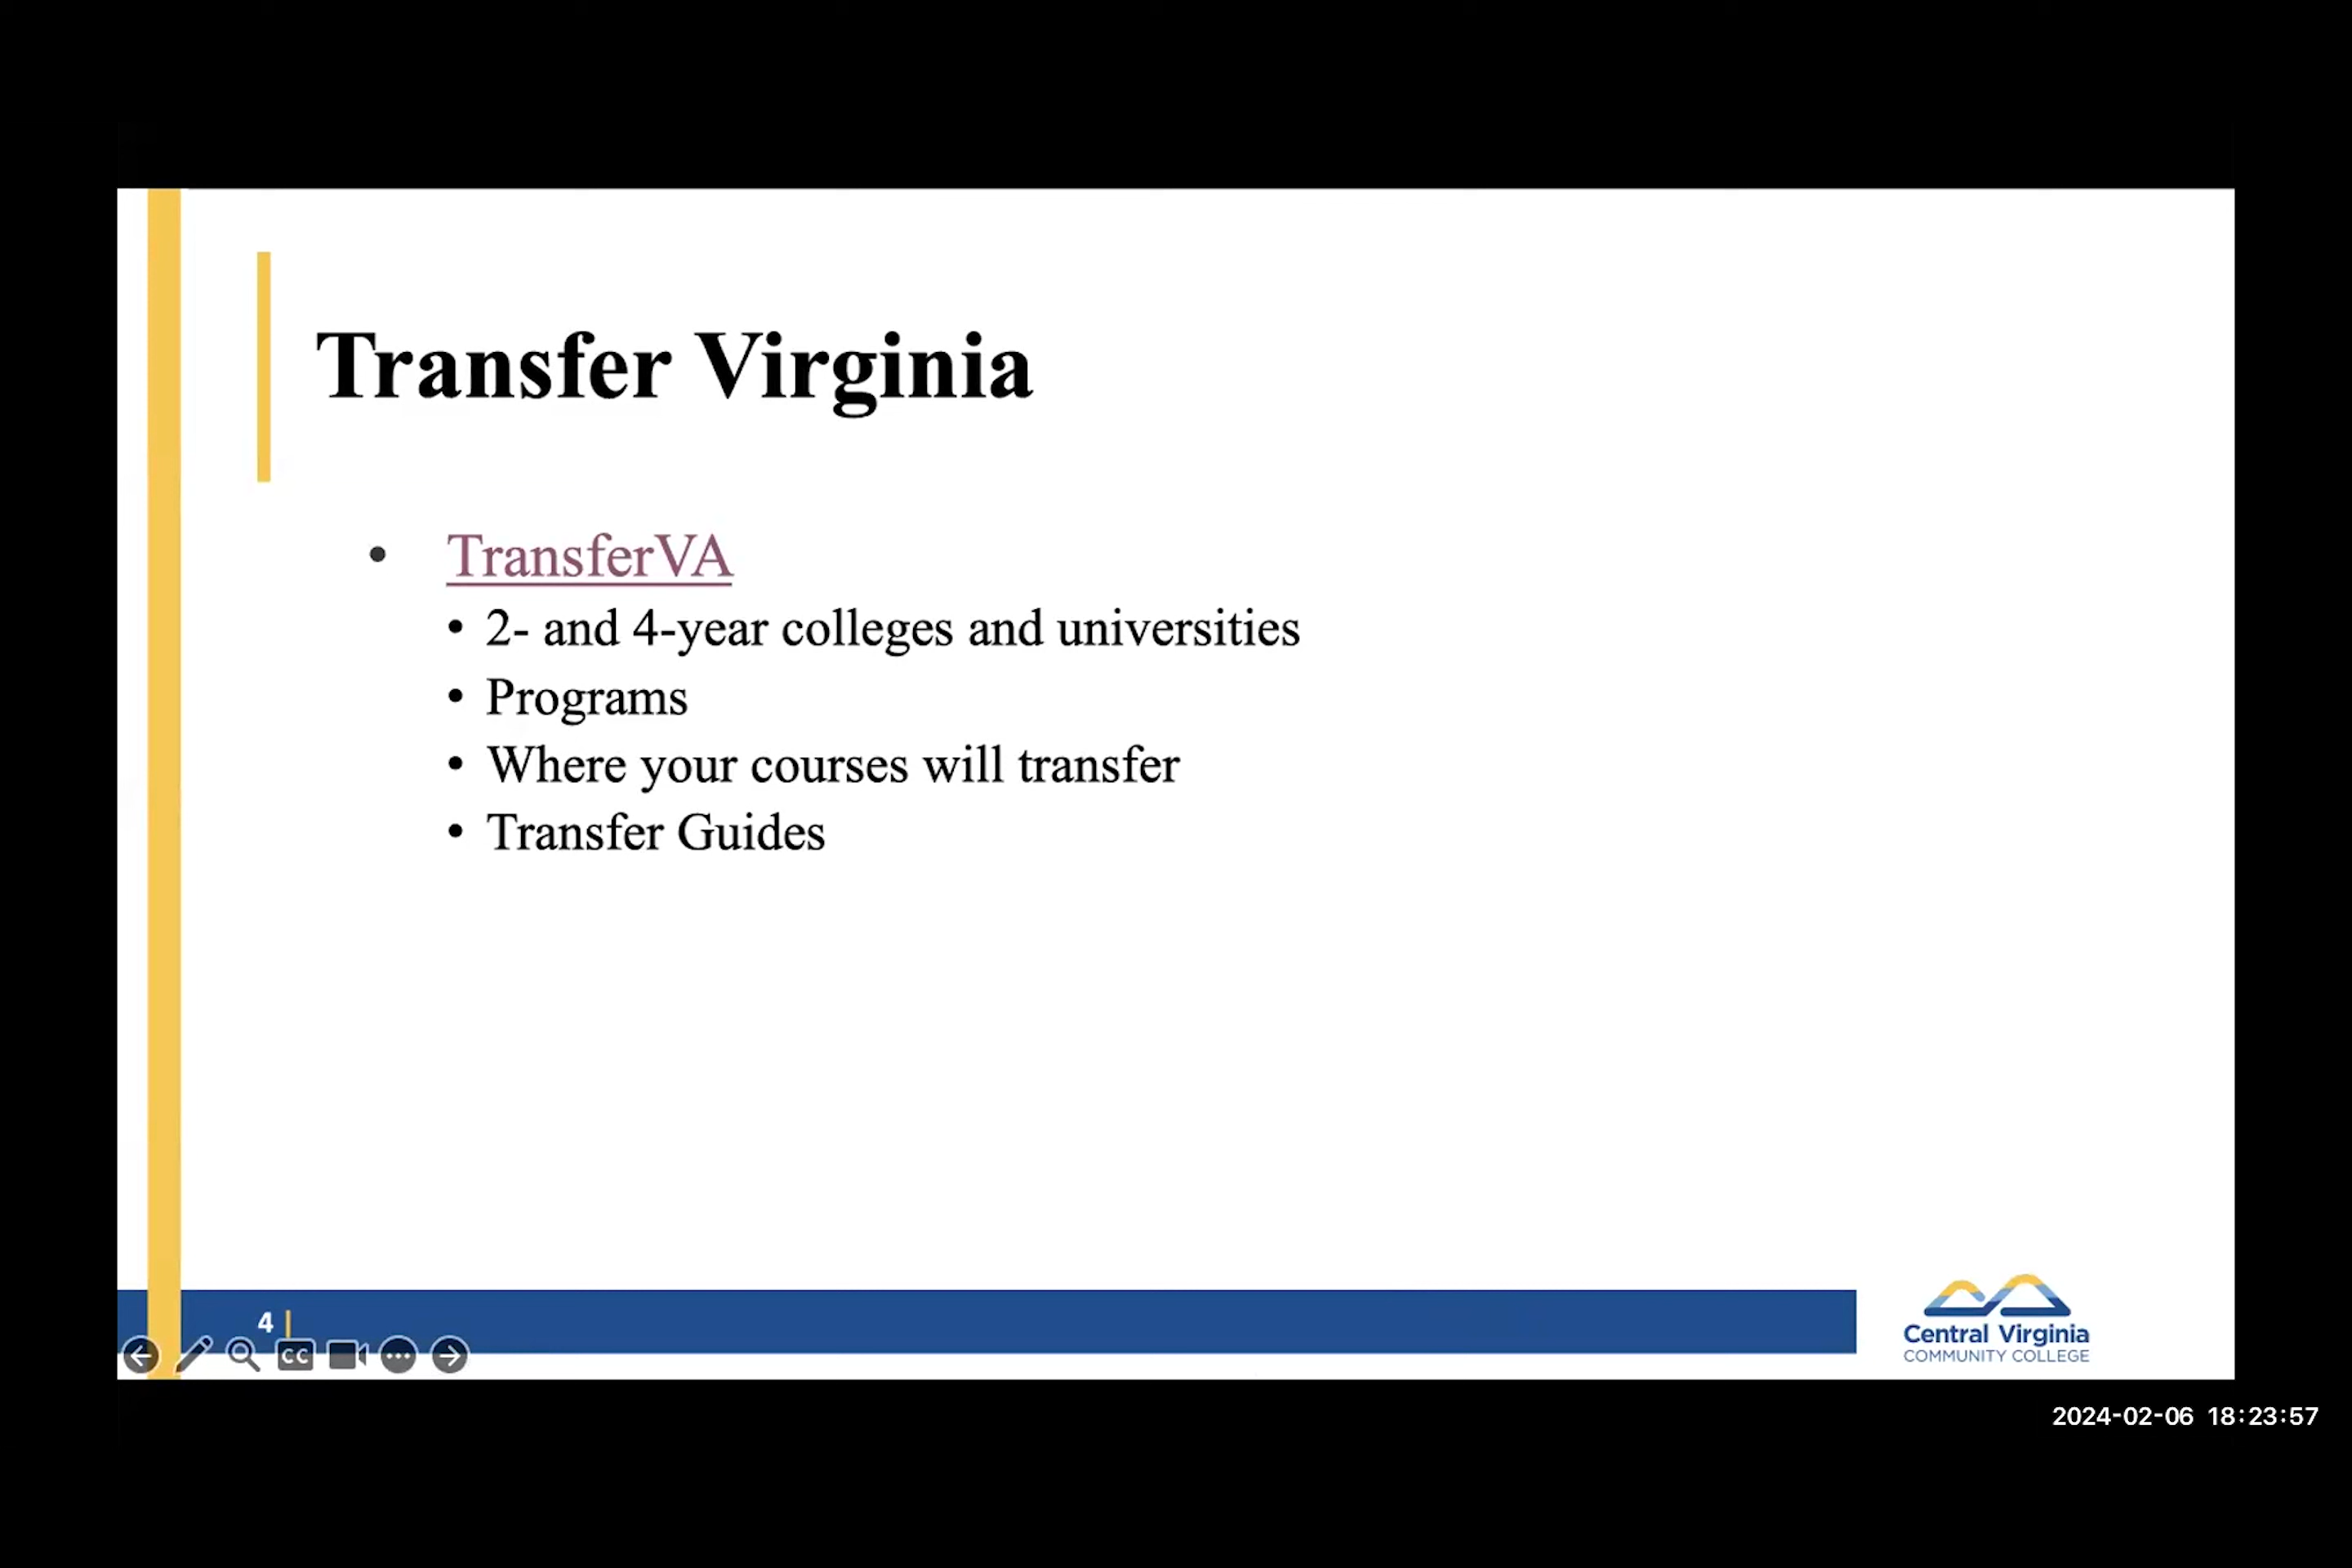 Transfer Virginia
• TransferVA
• 2- and 4-year colleges and universities
• Programs
• Where your courses will transfer
• Transfer Guides
4
CC
Central Virginia
COMMUNITY COLLEGE
2024-02-06 18:23:57